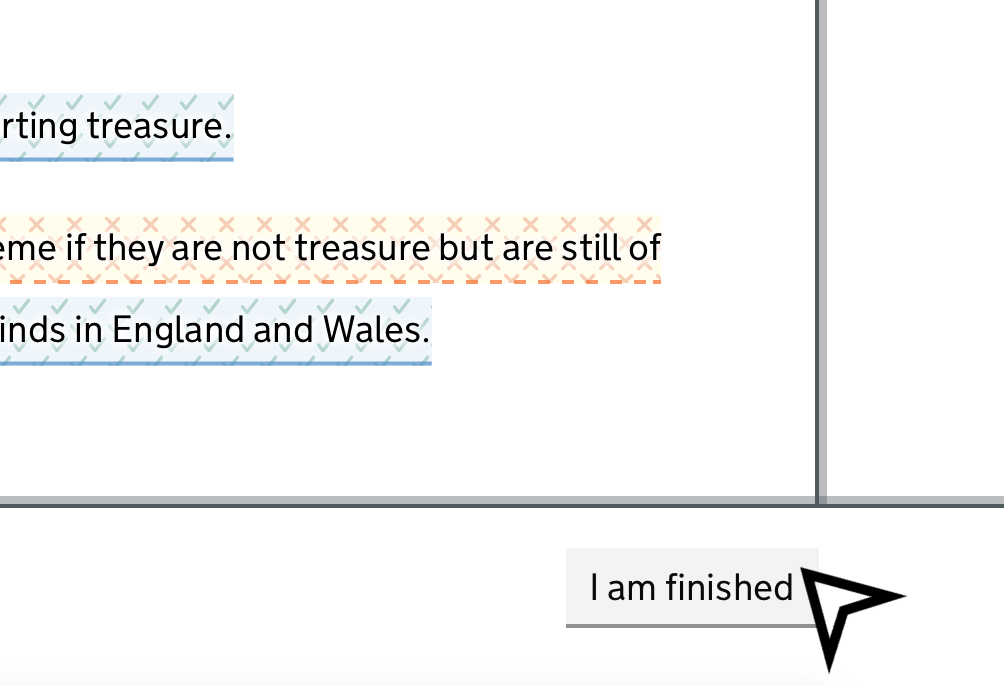 rting treasure.
eme if they are not treasure but are still of
inds in England and Wales.
I am finished